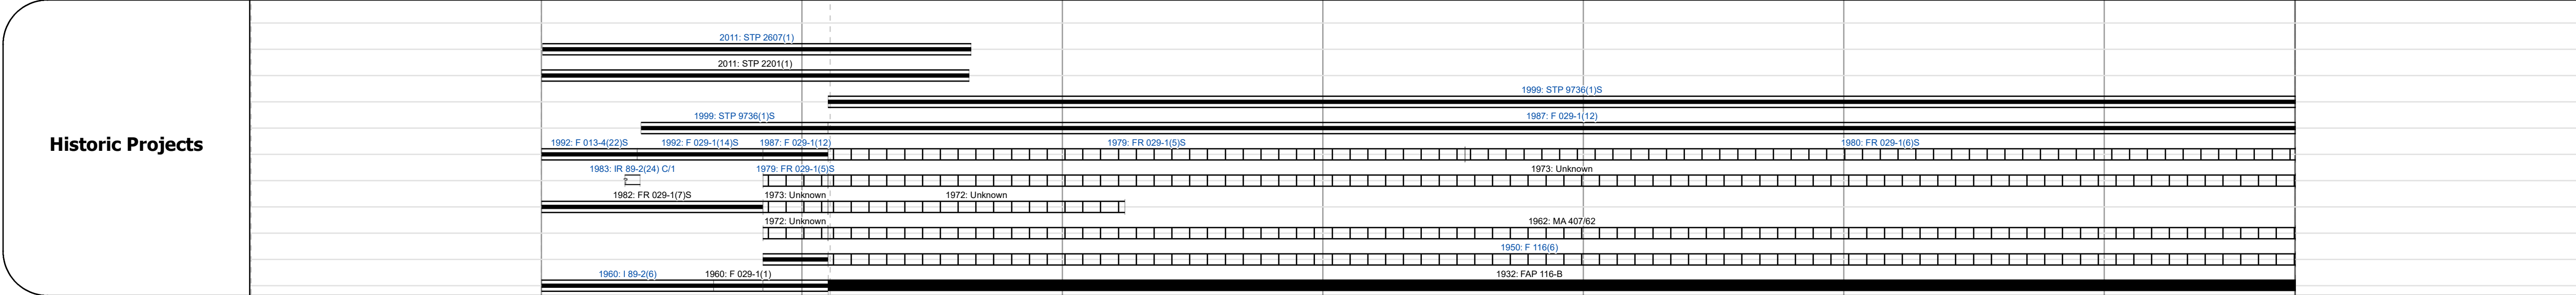 2011: STP 2607(1)
2011: STP 2201(1)
1999: STP 9736(1)S
1999: STP 9736(1)S 1987: F 029-1(12)
Historic Projects
1992: F 013-4(22)S 1992: F 029-1(14)S 1987: F 029-1(12) 1979: FR 029-1(5)S 1980: FR 029-1(6)S
1983: IR 89-2(24) C/1 1979: FR 029-1(5)S 1973: Unknown
?
1982: FR 029-1(7)S 1973: Unknown 1972: Unknown
1972: Unknown 1962: MA 407/62
1950: F 116(6)
1960: I 89-2(6) 1960: F 029-1(1) 1932: FAP 116-B